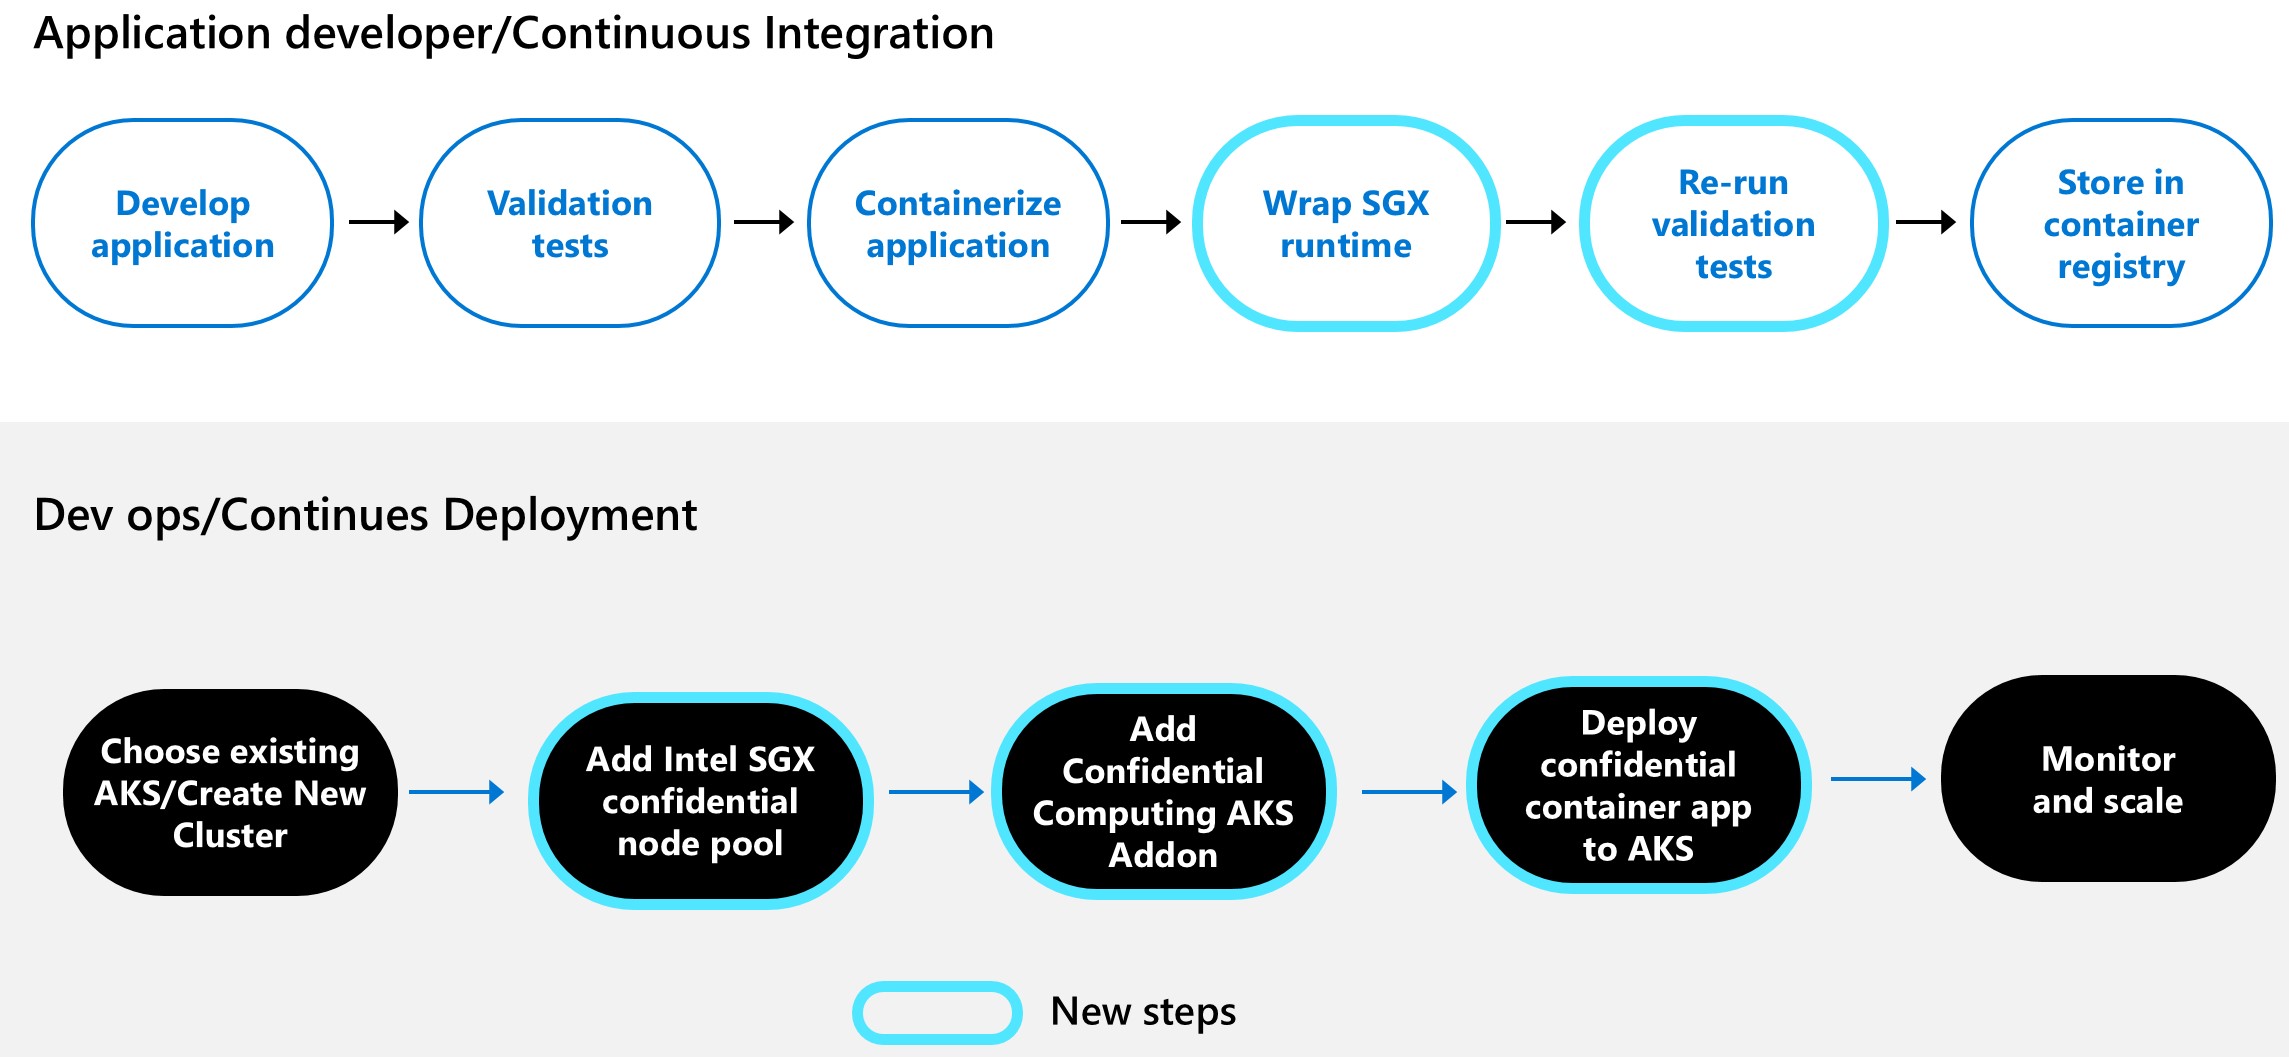 Application developer/Continuous Integration
Develop
application
Validation
tests
Containerize
application
Wrap SGX
runtime
Re-run
validation
tests
Store in
container
registry
Dev ops/Continues Deployment
Choose existing
AKS/Create New
Cluster
Add Intel SGX
confidential
node pool
Add
Confidential
Computing AKS
Addon
Deploy
confidential
container app
to AKS
Monitor
and scale
New steps